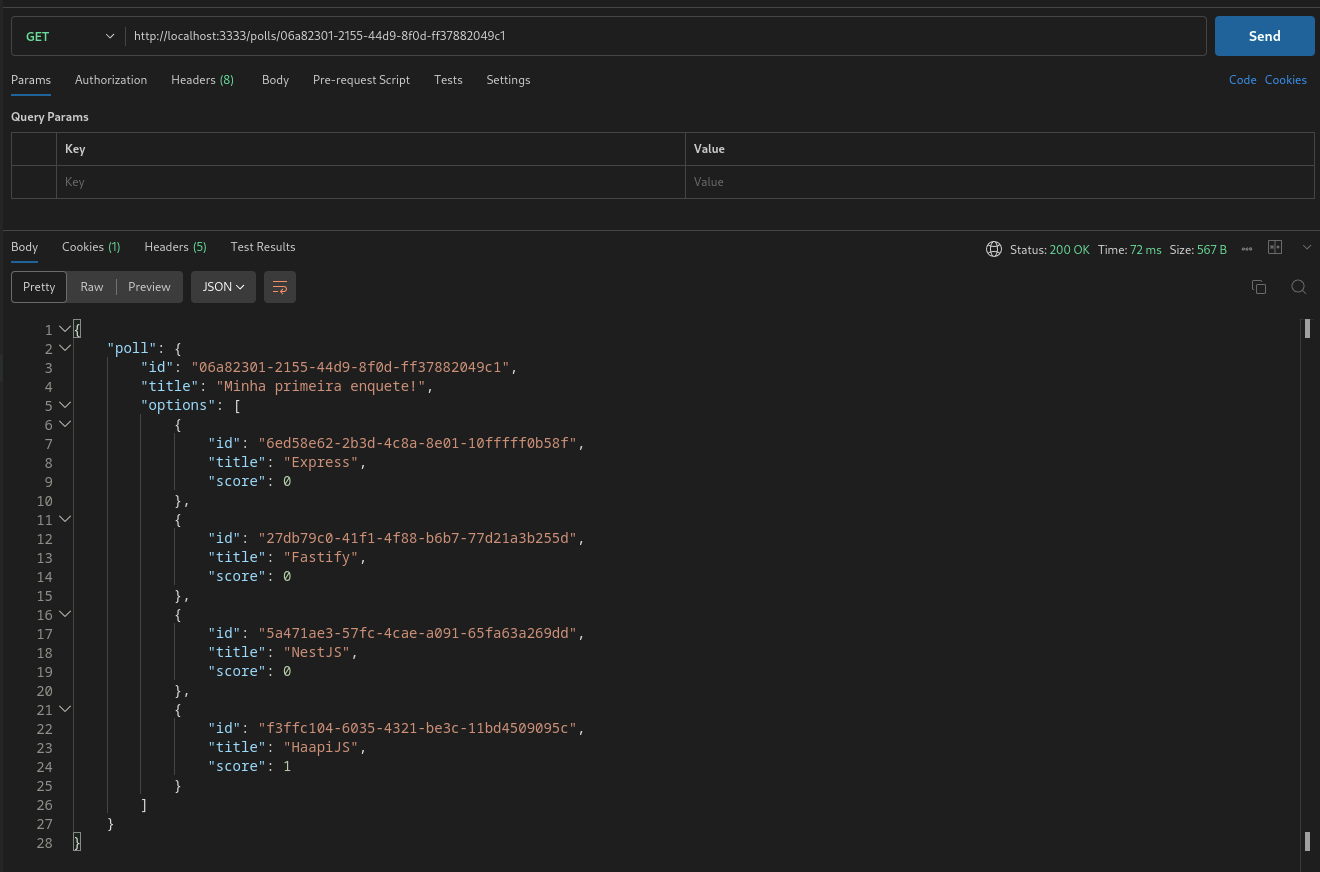 GET http://localhost:3333/polls/06a82301-2155-44d9-8f0d-ff37882049c1 Send
Params Authorization Headers (8) Body Pre-request Script Tests Settings Code Cookies
Query Params
Key Value
Key Value
Body Cookies (1) Headers (5) Test Results Status: 200 OK Time: 72 ms Size: 567 B
Pretty Raw Preview JSON
1 {
2 "poll": {
3 "id": "06a82301-2155-44d9-8f0d-ff37882049c1",
4 "title": "Minha primeira enquete!",
5 "options": [
6 {
7 "id": "6ed58e62-2b3d-4c8a-8e01-10fffff0b58f",
8 "title": "Express",
9 "score": 0
10 },
11 {
12 "id": "27db79c0-41f1-4f88-b6b7-77d21a3b255d",
13 "title": "Fastify",
14 "score": 0
15 },
16 {
17 "id": "5a471ae3-57fc-4cae-a091-65fa63a269dd",
18 "title": "NestJS",
19 "score": 0
20 },
21 {
22 "id": "f3ffc104-6035-4321-be3c-11bd4509095c",
23 "title": "HaapiJS",
24 "score": 1
25 }
26 ]
27 }
28 }